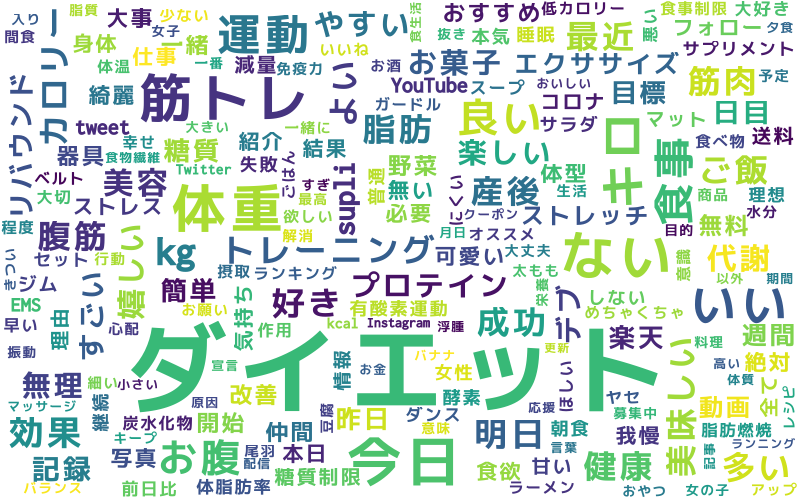 脂質
大事
少ない
運動
やすい
おすすめ
低カロリー
食事制限
大好き
入り
女子
いいね
食生活
抜き
本気
睡眠
最近
悪い
フォロー
夕食
間食
身体
仕事
一緒
一番
減量
免疫力
お酒
お菓子
エクササイズ
サプリメント
カロリー
体温
筋トレ
よい
YouTube
スープ
おいしい
筋肉
予定
リバウンド
綺麗
ガードル
脂肪
良い
コロナ
目標
マット
日目
tweet
大きい
一緒に
サラダ
キロ
食事
食べ物
送料
器具
幸せ
食物繊維
糖質
紹介
結果
Twitter
失敗
ごはん
すぎ
supli
普通
野菜
楽しい
体型
ご飯
ベルト
美容
無い
産後
生活
商品
理想
大切
ストレス
体重
最高
欲しい
必要
にくい
クーポン
ストレッチ
無料
水分
程度
腹筋
解消
月日
オススメ
目的
きつい
セット
行動
嬉しい
kg
トレーニング
可愛い
大丈夫
ない
意識
代謝
ジム
すごい
摂取
ランキング
太もも
以外
期間
EMS
簡単
好き
プロテイン
栄養
しない
いい
早い
理由
心配
お願い
気持ち
有酸素運動
めちゃくちゃ
振動
作用
kcal
Instagram
浮腫
成功
デブ
楽天
週間
ダイエット
宣言
情報
バナナ
更新
料理
無理
細い
小さい
お金
女性
高い
絶対
マッサージ
継続
原因
改善
酵素
ほしい
ヤセ
美味しい
体質
全て
レシピ
効果
炭水化物
開始
豆腐
昨日
ダンス
応援
募集中
動画
キープ
仲間
意味
明日
朝食
言葉
我慢
脂肪燃焼
ランニング
記録
写真
お腹
尾羽
配信
本日
今日
食欲
甘い
健康
記事
多い
バランス
前日比
体脂肪率
糖質制限
ラーメン
おやつ
女の子
アップ